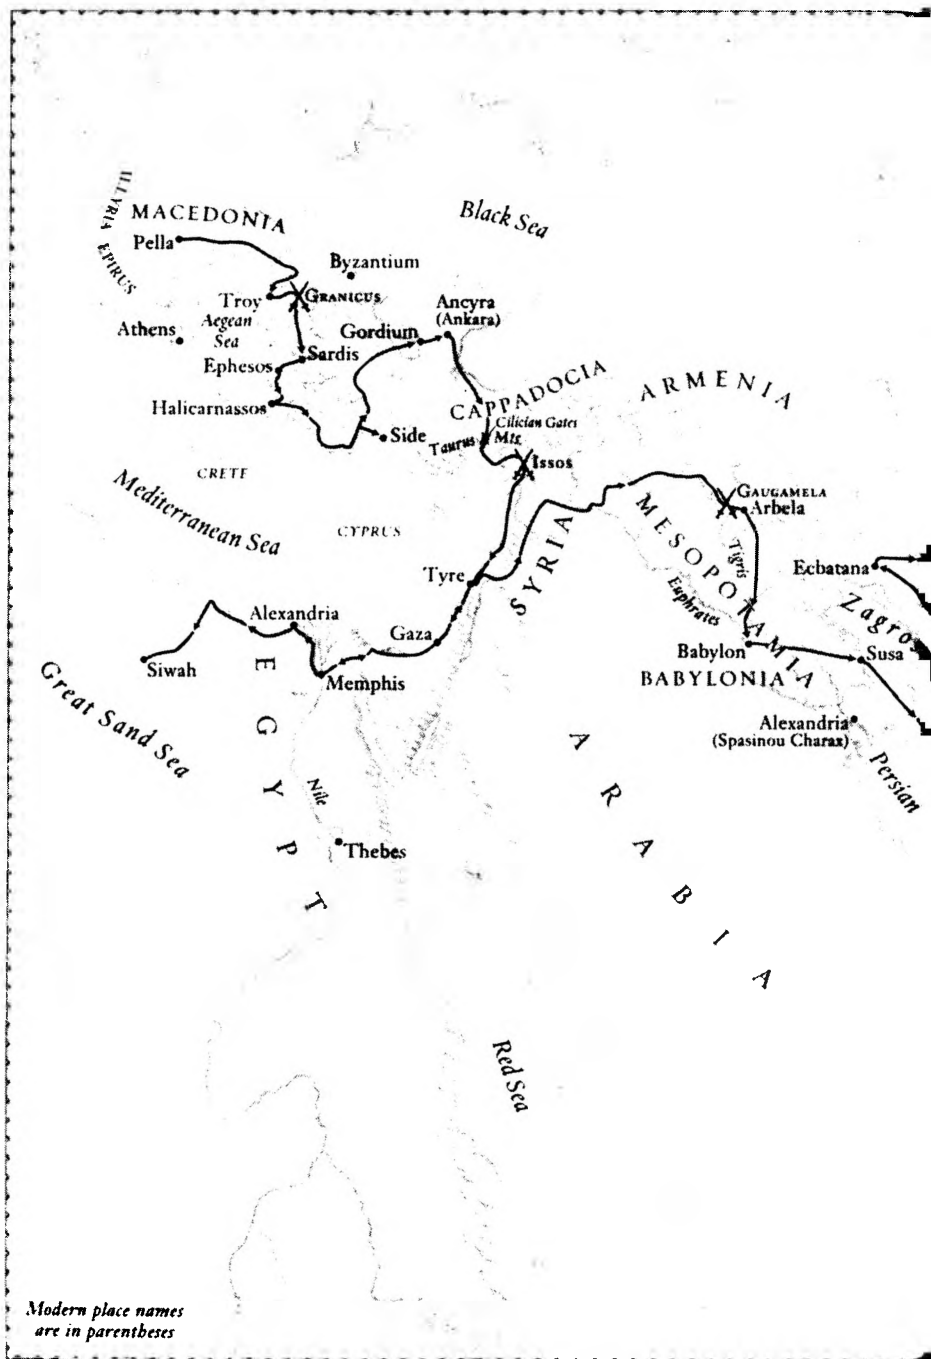 ILLYRIA
EPIRUS
MACEDONIA
Pella
Black Sea
Byzantium
Troy
GRANICUS
Ancyra
(Ankara)
Athens
Aegean
Sea
Gordium
Ephesos
Sardis
Halicarnassos
CAPPADOCIA
ARMENIA
Side
Cilician Gates
Taurus Mts.
Issos
CRETE
Mediterranean Sea
CYPRUS
SYRIA
MESOPOTAMIA
GAUGAMELA
Arbela
Tigris
Euphrates
Ecbatana
Zagros
Tyre
Alexandria
Gaza
Siwah
Memphis
Babylon
BABYLONIA
Susa
Great Sand Sea
EGYPT
Alexandria
(Spasinou Charax)
Persian
ARABIA
Nile
Thebes
Red Sea
Modern place names
are in parentheses